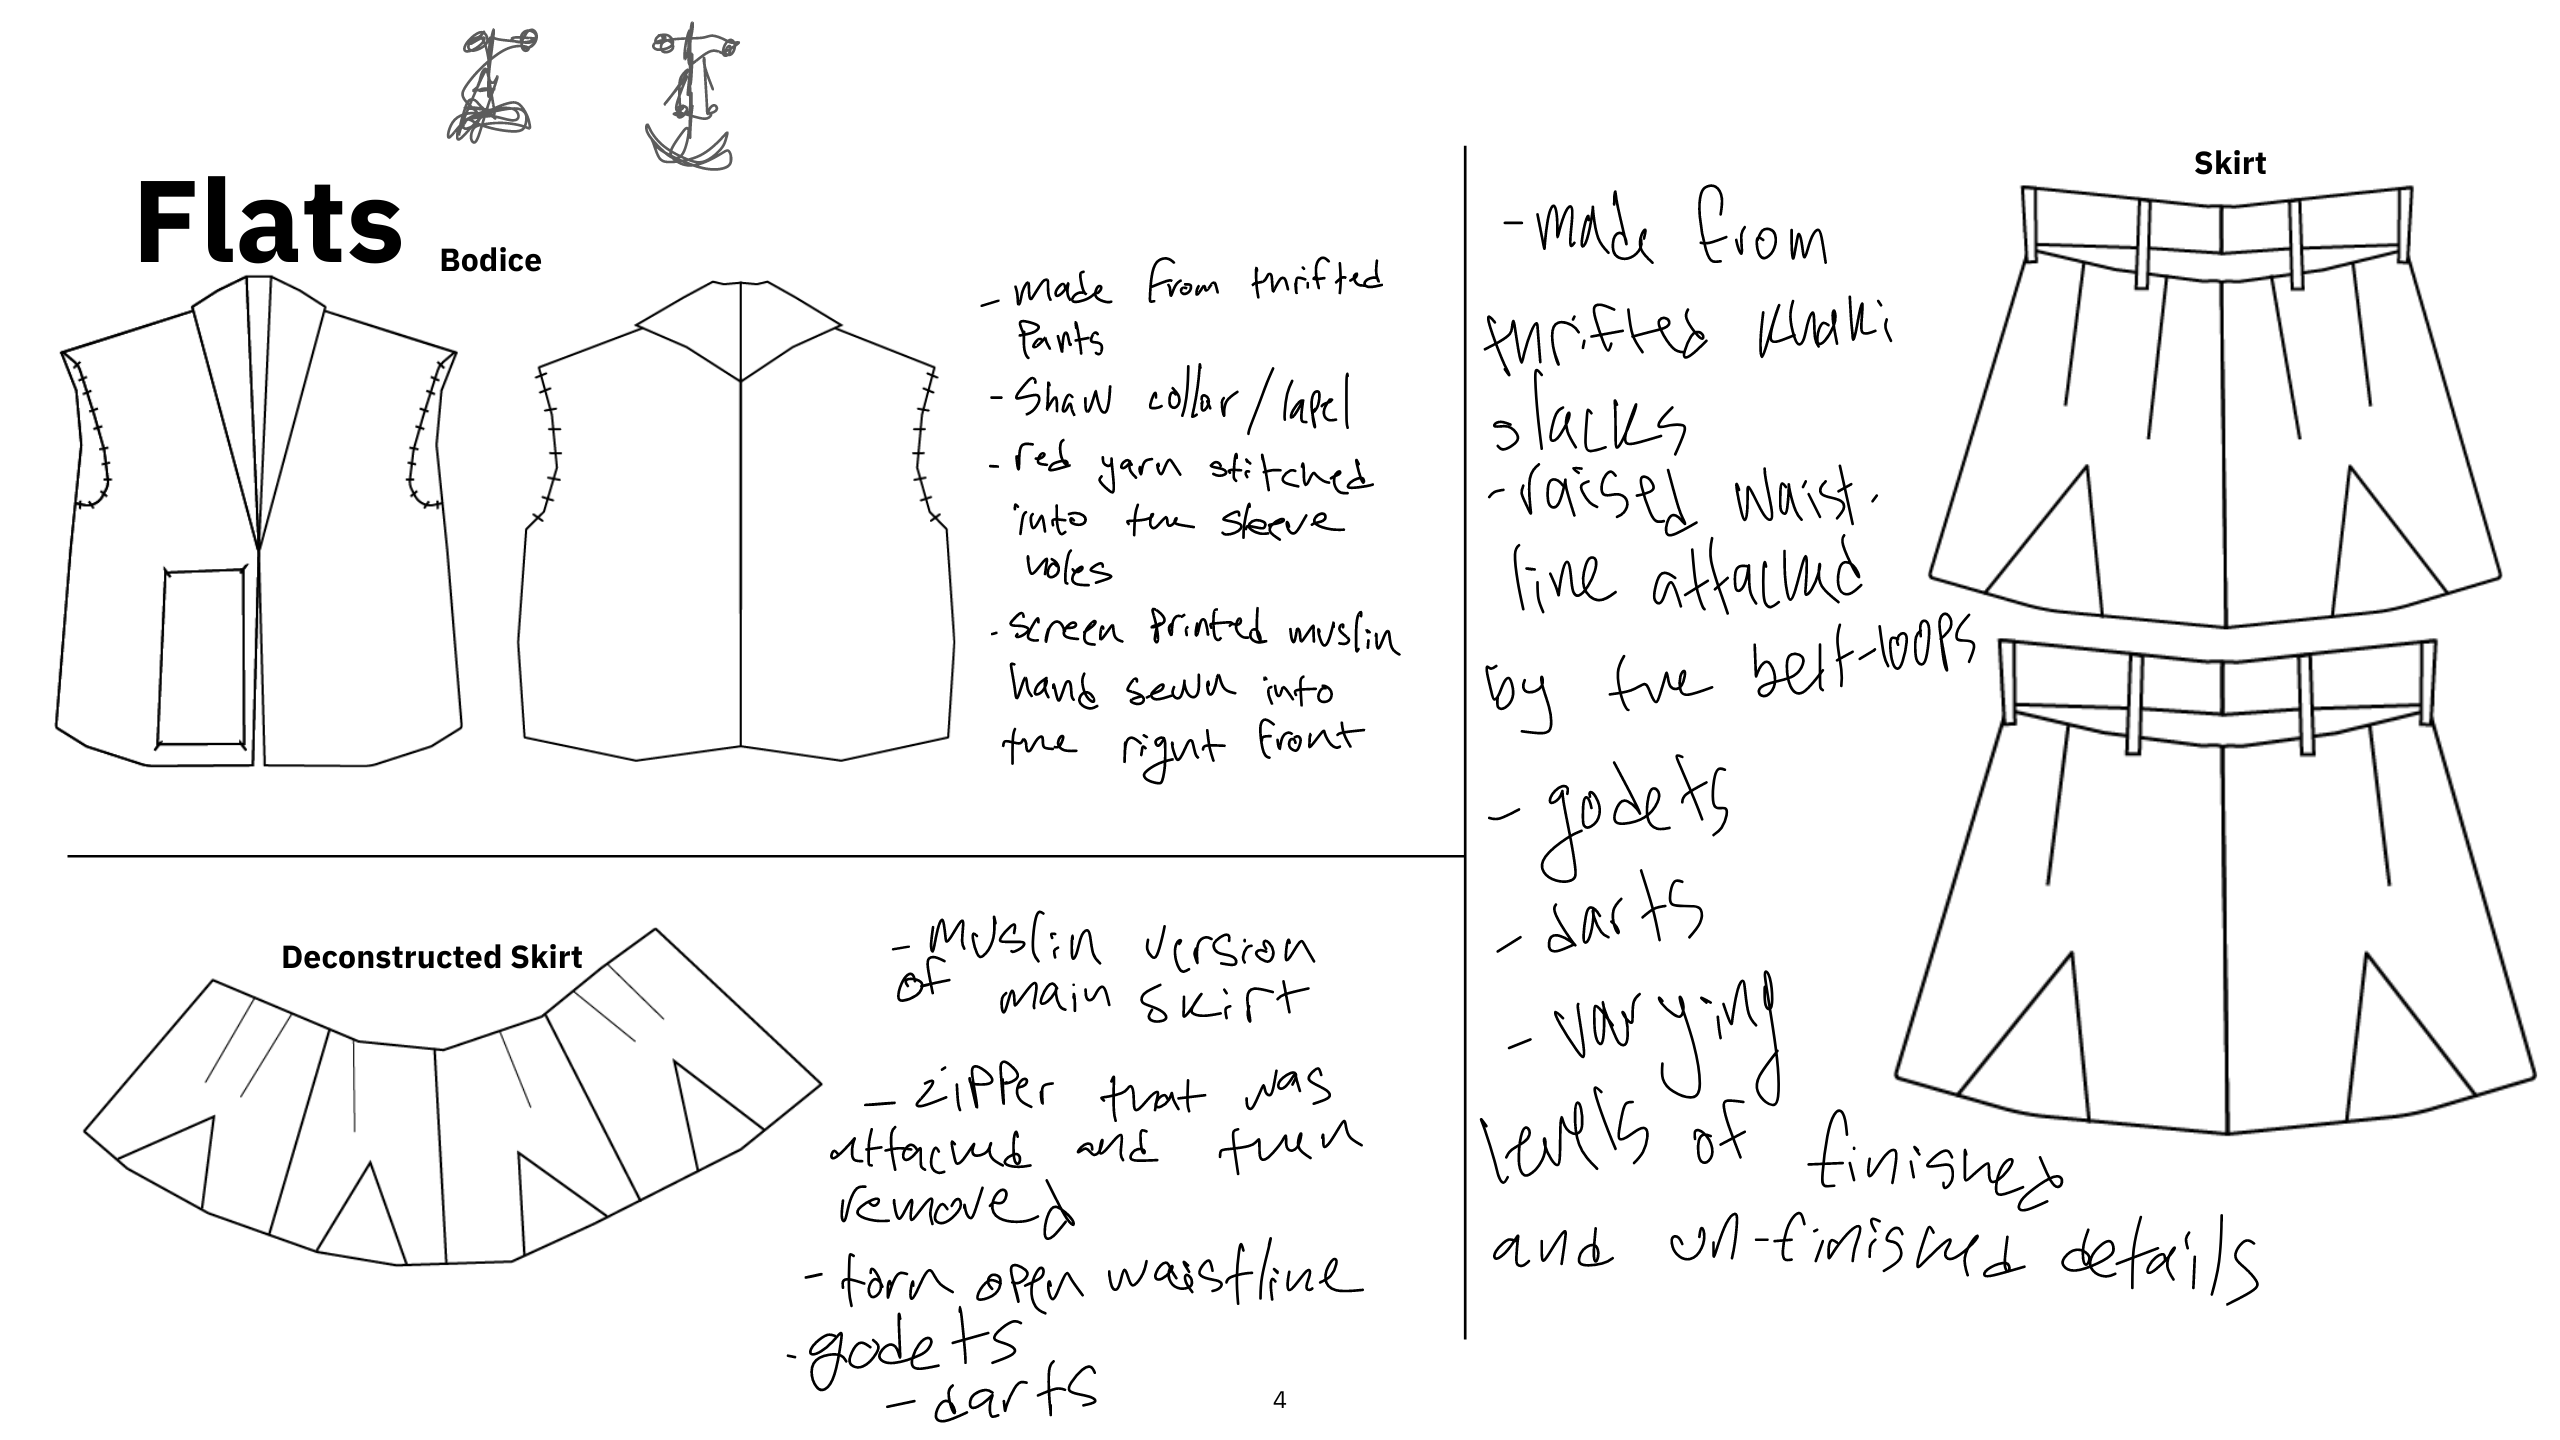 Flats
Bodice
- made from thrifted
Pants
- Shaw collar/lapel
- red yarn stitched
into the sleeve
holes
- screen printed muslin
hand sewn into
the right front
Deconstructed Skirt
- Muslin version
of main skirt
- zipper that was
attached and then
removed
- torn open waistline
- godets
- darts
Skirt
- made from
thrifted khaki
slacks
- raised waist-
line attached
by the belt-loops
- godets
- darts
- varying
levels of finished
and un-finished details
4